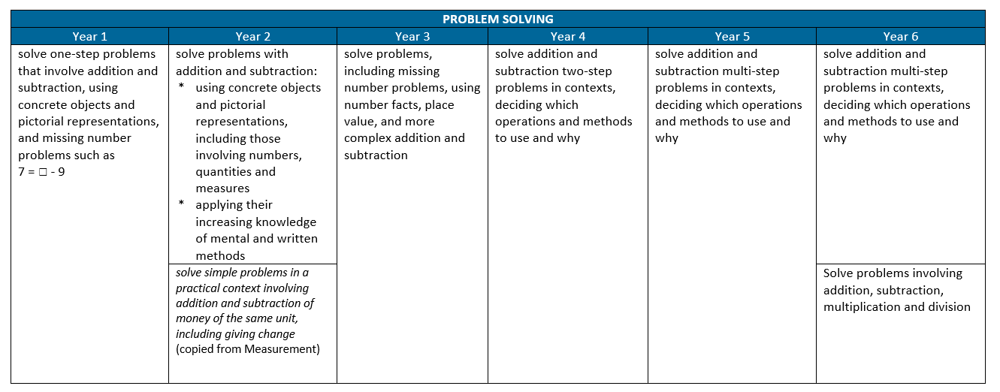 PROBLEM SOLVING
Year 1
Year 2
Year 3
Year 4
Year 5
Year 6
solve one-step problems
that involve addition and
subtraction, using
concrete objects and
pictorial representations,
and missing number
problems such as
7 = □ - 9
solve problems with
addition and subtraction:
* using concrete objects
and pictorial
representations,
including those
involving numbers,
quantities and
measures
* applying their
increasing knowledge
of mental and written
methods
solve simple problems in a
practical context involving
addition and subtraction of
money of the same unit,
including giving change
(copied from Measurement)
solve problems,
including missing
number problems, using
number facts, place
value, and more
complex addition and
subtraction
solve addition and
subtraction two-step
problems in contexts,
deciding which
operations and methods
to use and why
solve addition and
subtraction multi-step
problems in contexts,
deciding which operations
and methods to use and
why
solve addition and
subtraction multi-step
problems in contexts,
deciding which operations
and methods to use and
why
Solve problems involving
addition, subtraction,
multiplication and division